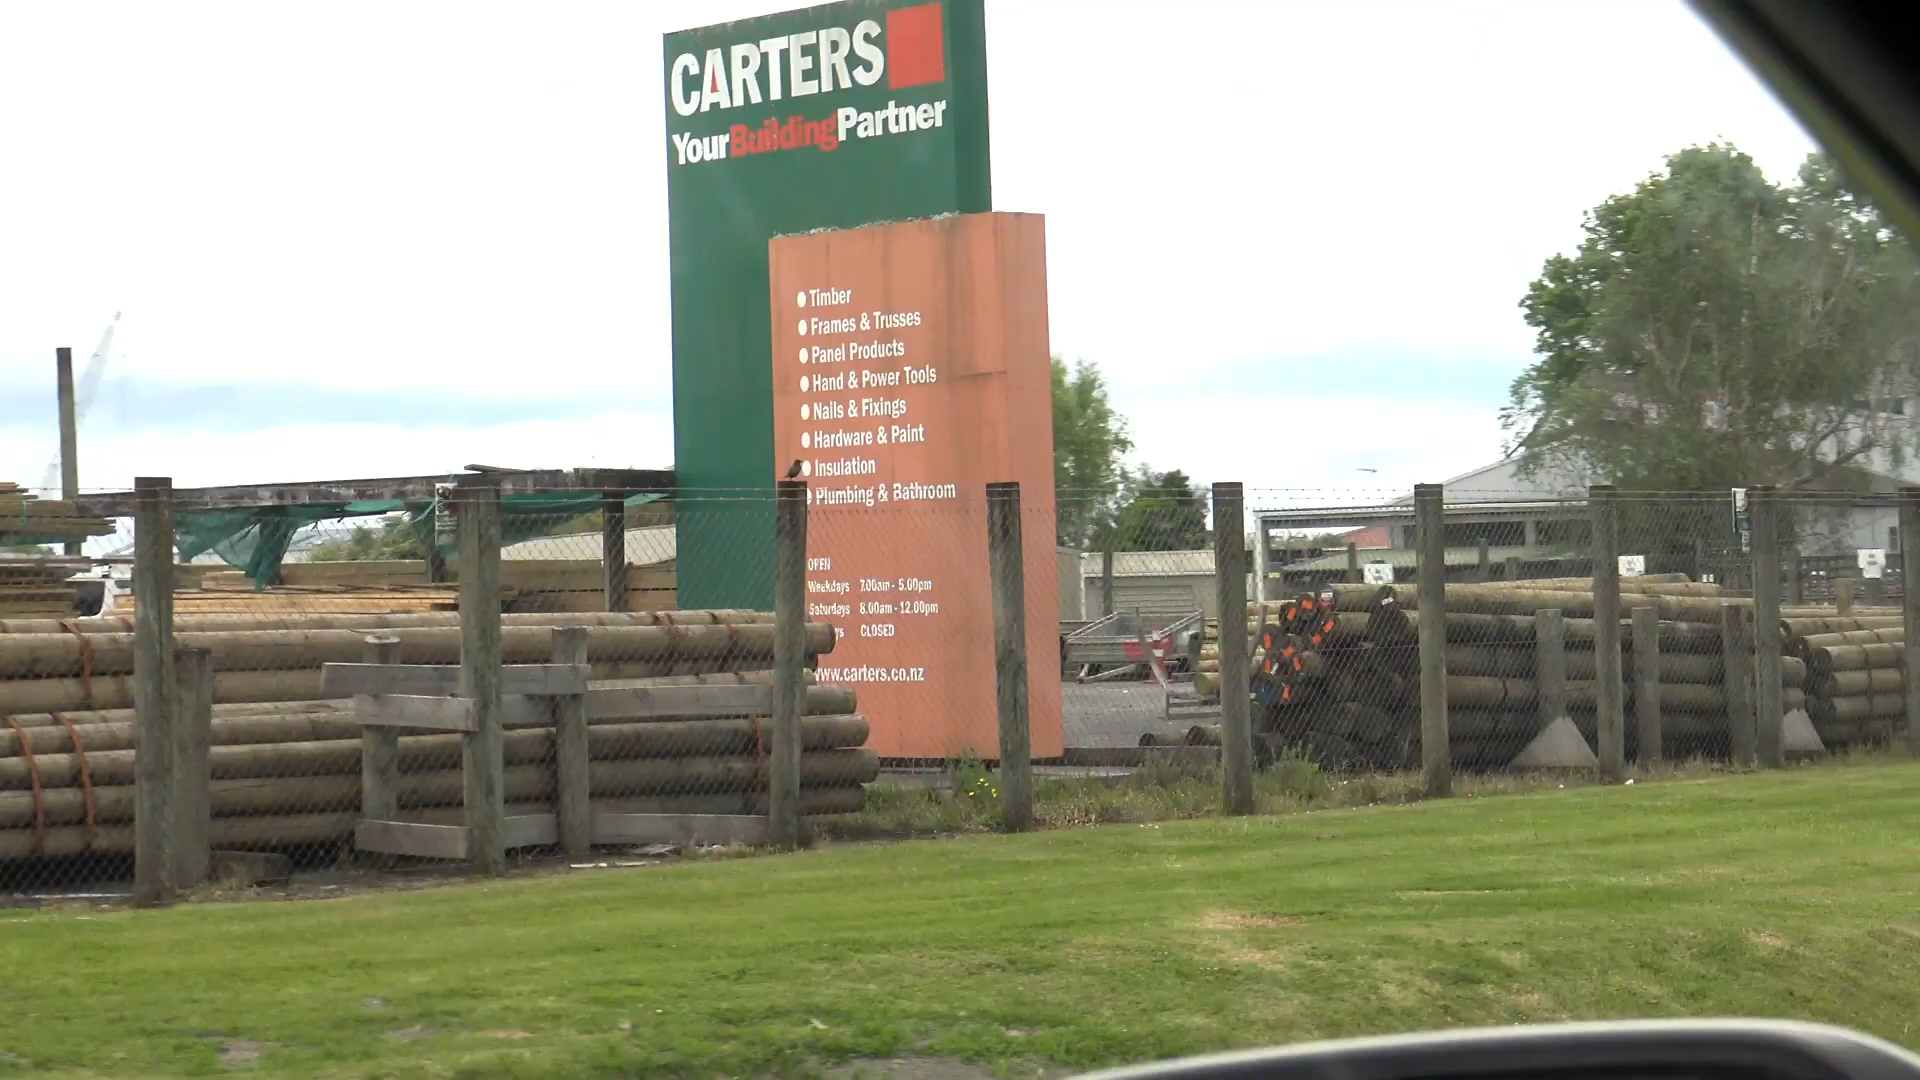 CARTERS
YourBuildingPartner
Timber
Frames & Trusses
Panel Products
Hand & Power Tools
Nails & Fixings
Hardware & Paint
Insulation
Plumbing & Bathroom
OPEN
Weekdays 7.00am - 5.00pm
Saturdays 8.00am - 12.00pm
CLOSED
www.carters.co.nz